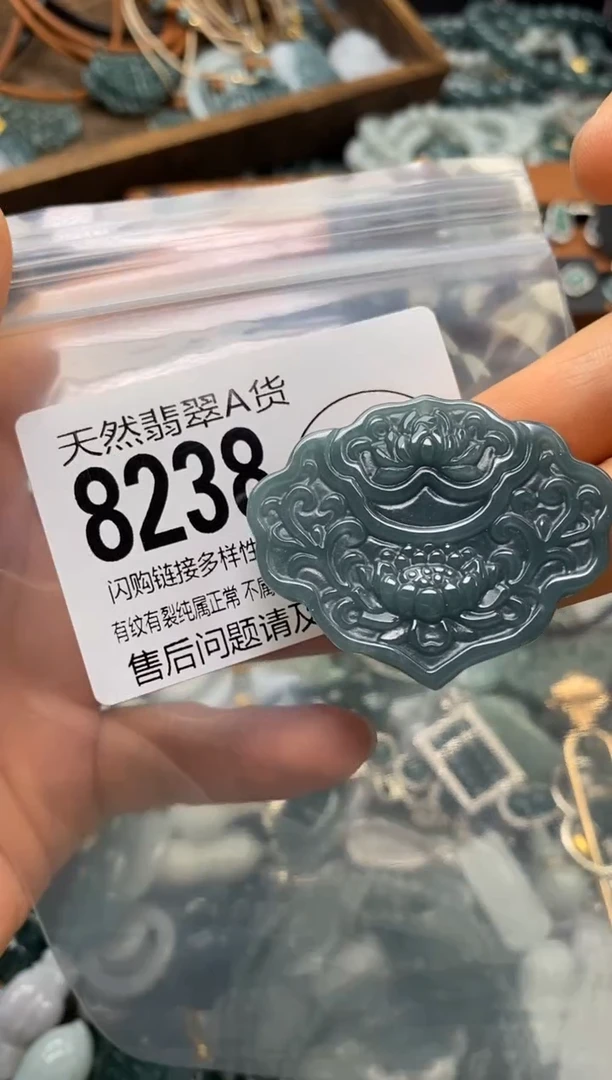 天然翡翠A货
8238
闪购链接多样性
有纹有裂纯属正常 不属
售后问题请及